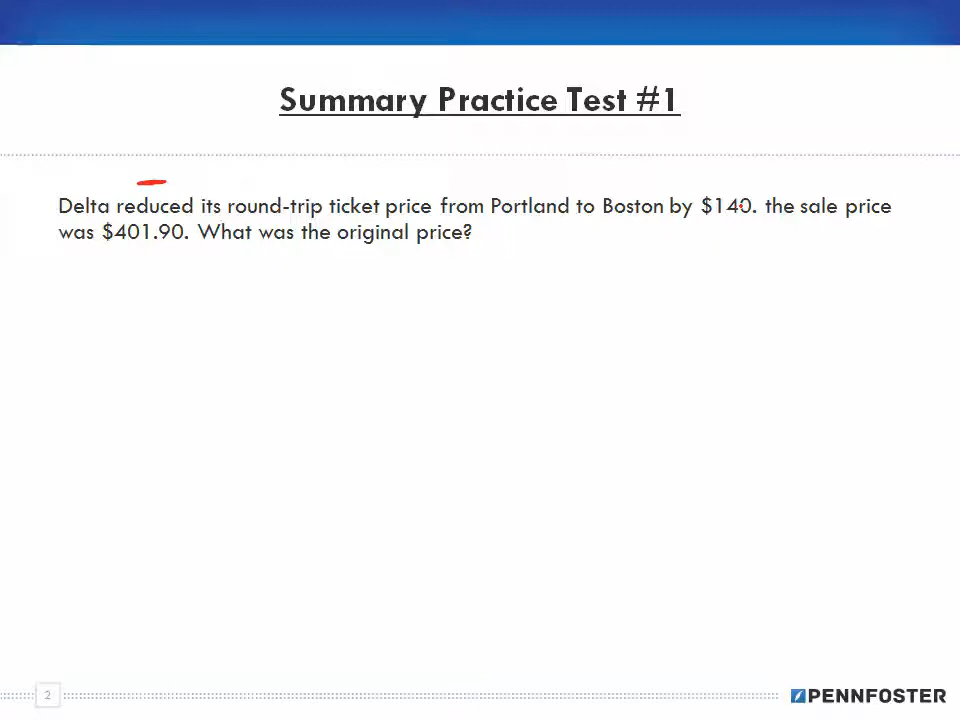 Summary Practice Test #1
Delta reduced its round-trip ticket price from Portland to Boston by $140. the sale price
was $401.90. What was the original price?
2
PENNFOSTER